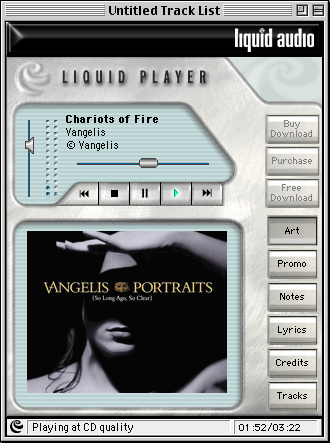 Untitled Track List
liquid audio
LIQUID PLAYER
Chariots of Fire
Vangelis
© Vangelis
Buy
Download
Purchase
Free
Download
Art
Promo
Notes
Lyrics
Credits
Tracks
VANGELIS PORTRAITS
(So Long Ago, So Clear)
Playing at CD quality
01:52/03:22